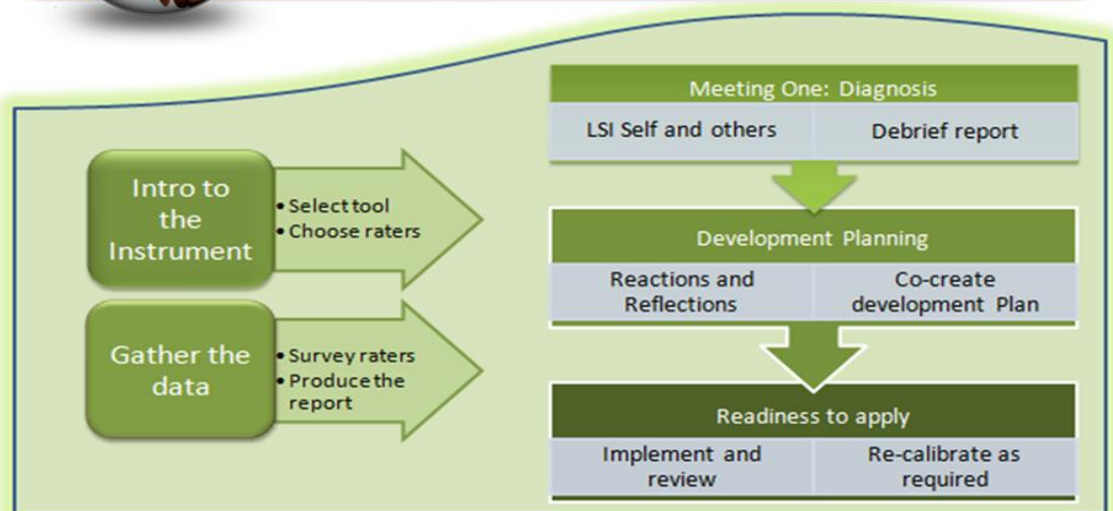 Intro to
the
Instrument
• Select tool
• Choose raters
Gather the
data
• Survey raters
• Produce the
report
Meeting One: Diagnosis
LSI Self and others
Debrief report
Development Planning
Reactions and
Reflections
Co-create
development Plan
Readiness to apply
Implement and
review
Re-calibrate as
required